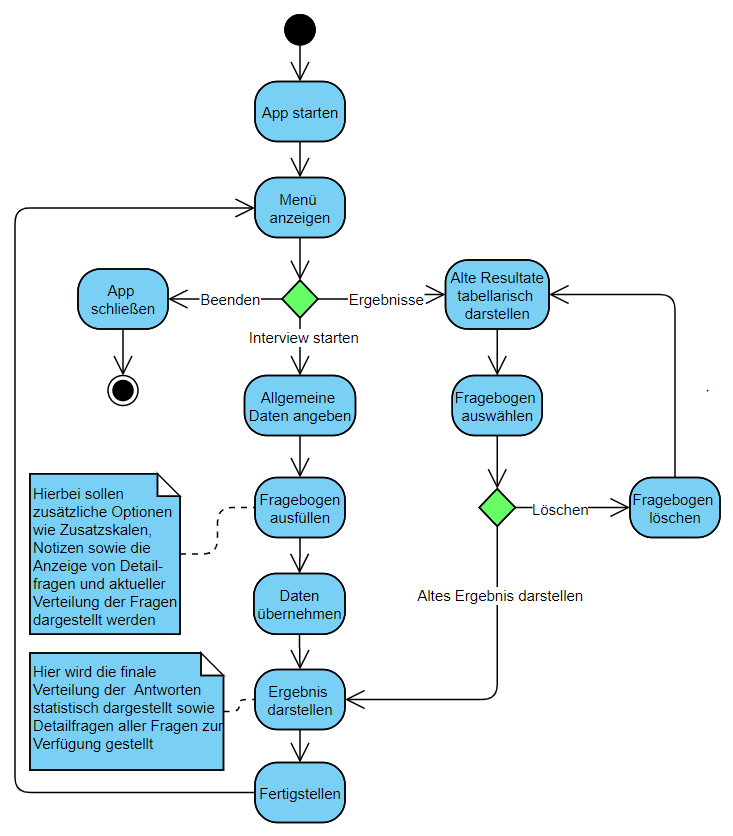 App starten
Menü
anzeigen
App
schließen
Beenden
Ergebnisse
Alte Resultate
tabellarisch
darstellen
Interview starten
Allgemeine
Daten angeben
Fragebogen
auswählen
Hierbei sollen
zusätzliche Optionen
wie Zusatzskalen,
Notizen sowie die
Anzeige von Detail-
fragen und aktueller
Verteilung der Fragen
dargestellt werden
Fragebogen
ausfüllen
Löschen
Fragebogen
löschen
Daten
übernehmen
Altes Ergebnis darstellen
Hier wird die finale
Verteilung der Antworten
statistisch dargestellt sowie
Detailfragen aller Fragen zur
Verfügung gestellt
Ergebnis
darstellen
Fertigstellen